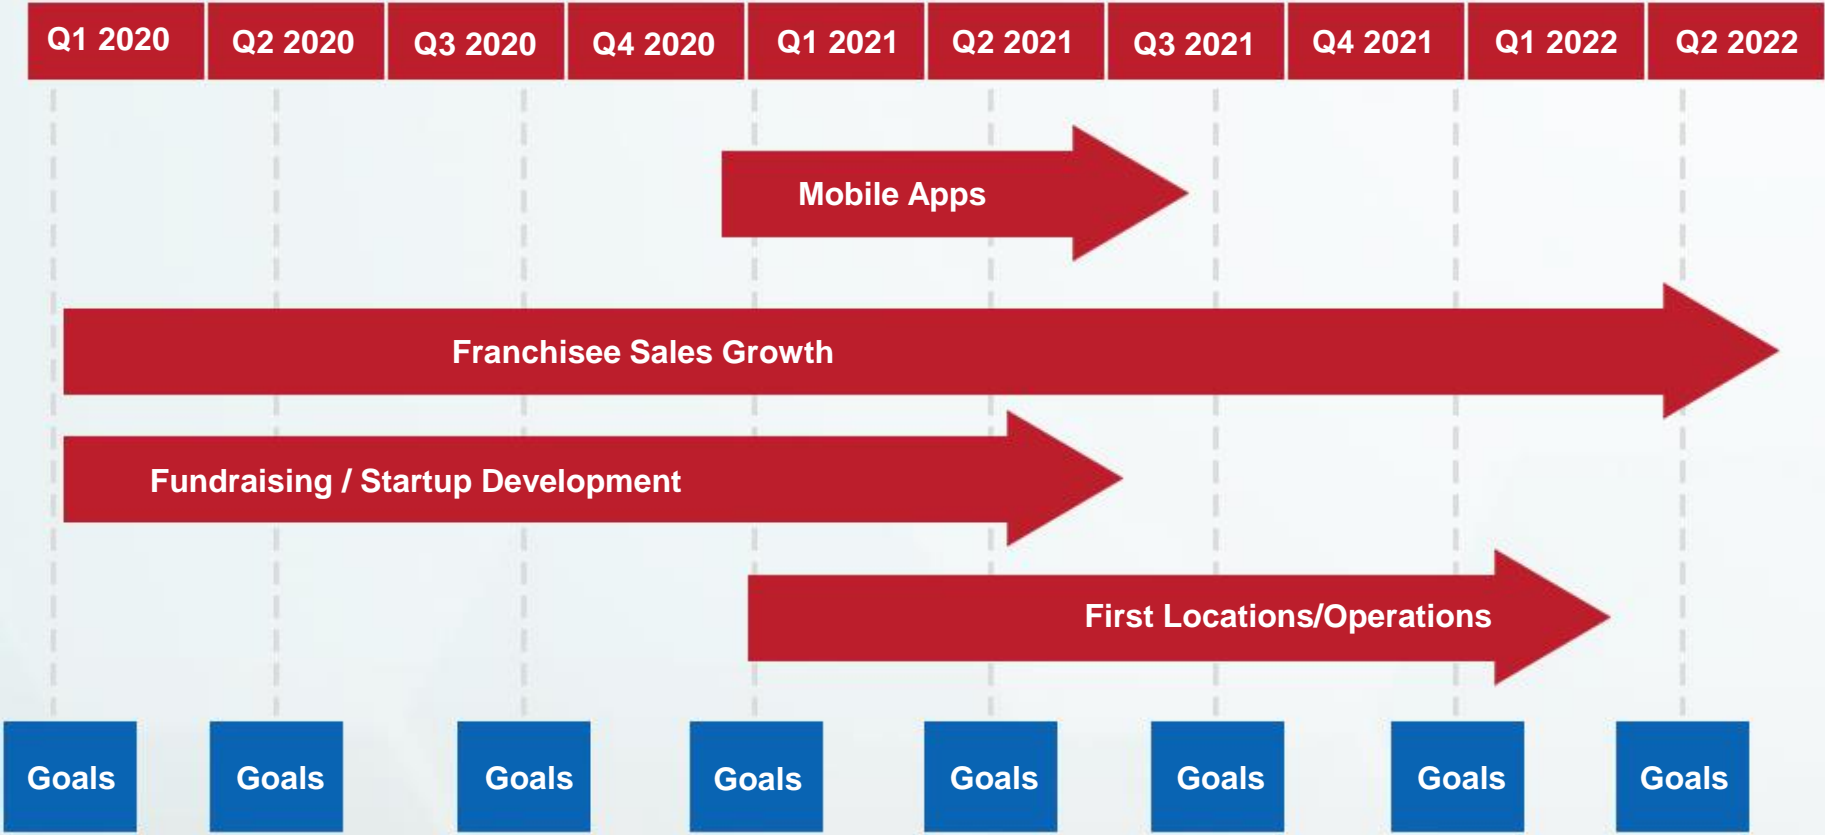 Q1 2020
Q2 2020
Q3 2020
Q4 2020
Q1 2021
Q2 2021
Q3 2021
Q4 2021
Q1 2022
Q2 2022
Mobile Apps
Franchisee Sales Growth
Fundraising / Startup Development
First Locations/Operations
Goals
Goals
Goals
Goals
Goals
Goals
Goals
Goals